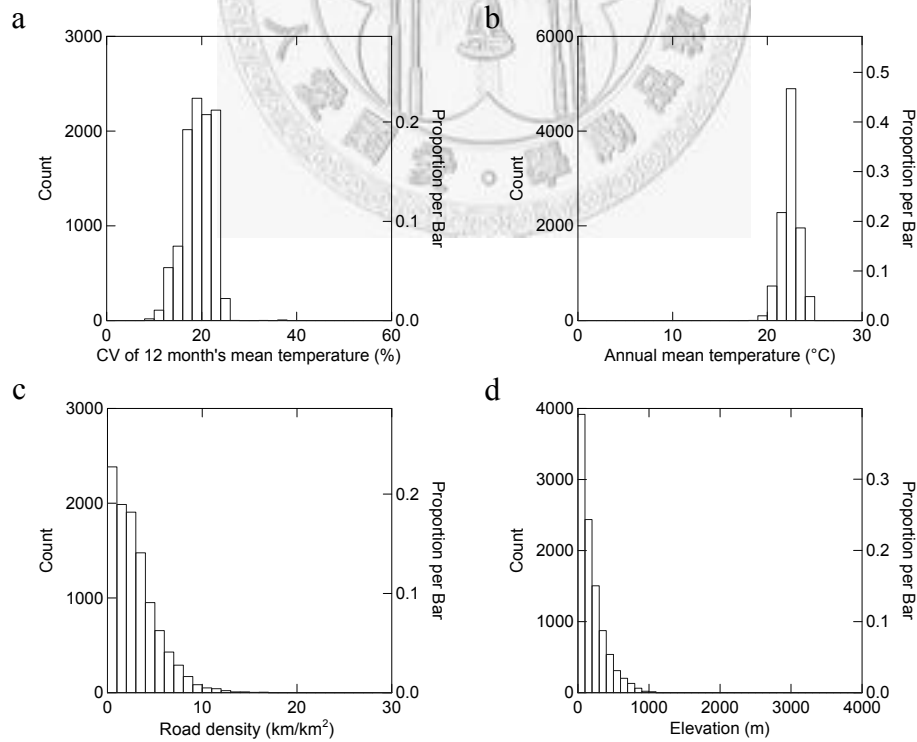 a
3000
2000
1000
0
Count
0.2
0.1
0.0
Proportion per Bar
0 20 40 60
CV of 12 month's mean temperature (%)
b
6000
4000
2000
0
Count
0.5
0.4
0.3
0.2
0.1
0.0
Proportion per Bar
0 10 20 30
Annual mean temperature (°C)
c
3000
2000
1000
0
Count
0.2
0.1
0.0
Proportion per Bar
0 10 20 30
Road density (km/km²)
d
4000
3000
2000
1000
0
Count
0.3
0.2
0.1
0.0
Proportion per Bar
0 1000 2000 3000 4000
Elevation (m)